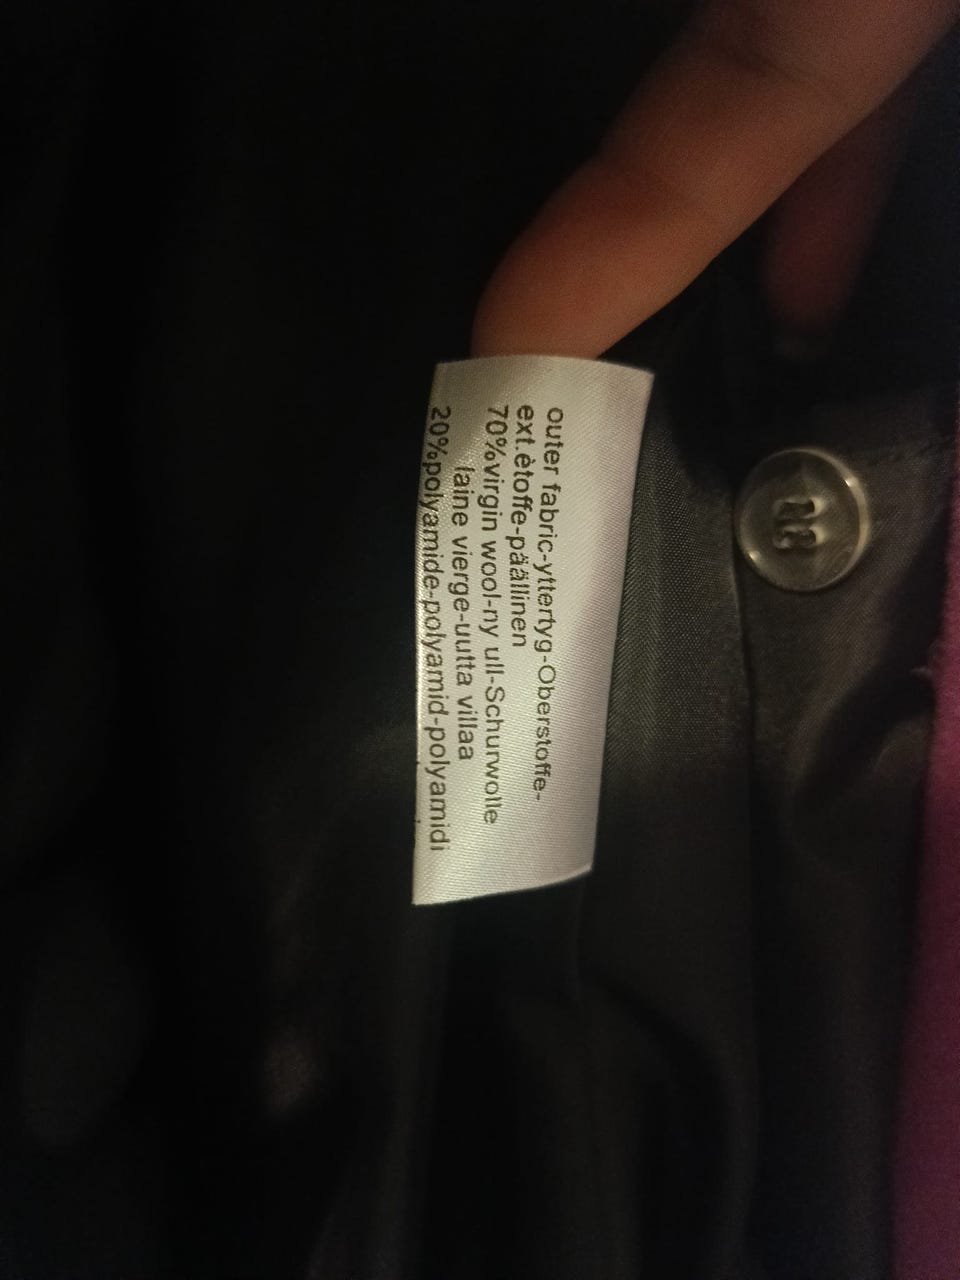 outer fabric-yttertyg-Oberstoffe-
ext.ètoffe-päällinen
70%virgin wool-ny ull-Schurwolle
laine vierge-uutta villaa
20%polyamide-polyamid-polyamidi